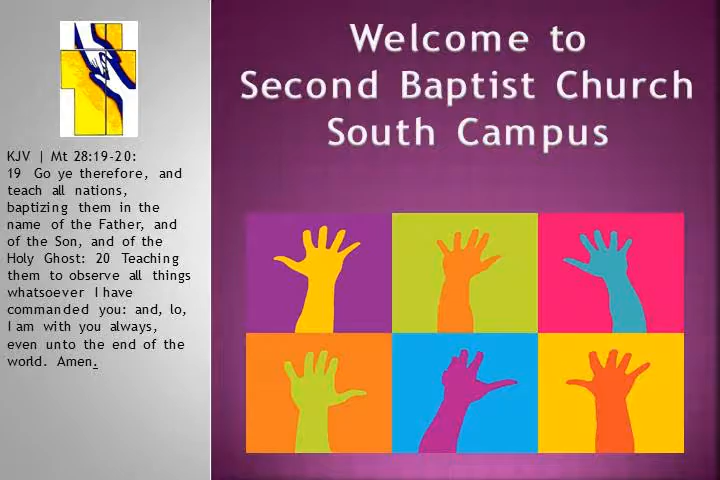 Welcome to
Second Baptist Church
South Campus
KJV | Mt 28:19-20:
19 Go ye therefore, and
teach all nations,
baptizing them in the
name of the Father, and
of the Son, and of the
Holy Ghost: 20 Teaching
them to observe all things
whatsoever I have
commanded you: and, lo,
I am with you always,
even unto the end of the
world. Amen.